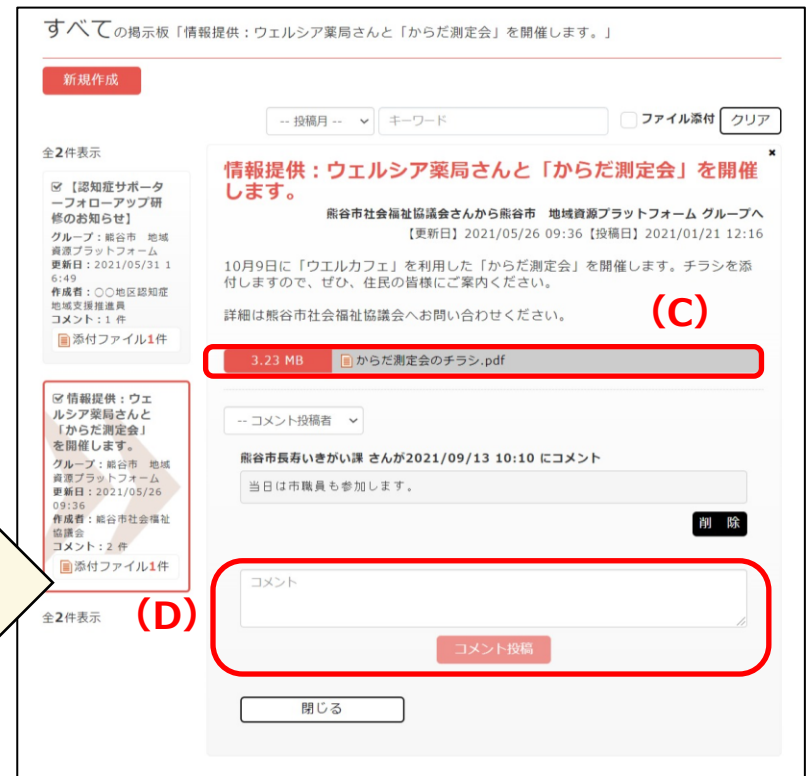 すべての掲示板「情報提供：ウェルシア薬局さんと「からだ測定会」を開催します。」
新規作成
-- 投稿月 --
キーワード
ファイル添付
クリア
全2件表示
【認知症サポータ
ーフォローアップ研
修のお知らせ】
グループ：熊谷市 地域
資源プラットフォーム
更新日：2021/05/31 1
6:49
作成者：○○地区認知症
地域支援推進員
コメント：1 件
添付ファイル1件
情報提供：ウェ
ルシア薬局さんと
「からだ測定会」
を開催します。
グループ：熊谷市 地域
資源プラットフォーム
更新日：2021/05/26
09:36
作成者：熊谷市社会福祉
協議会
コメント：2 件
添付ファイル1件
全2件表示
(D)
×
情報提供：ウェルシア薬局さんと「からだ測定会」を開催
します。
熊谷市社会福祉協議会さんから熊谷市 地域資源プラットフォーム グループへ
【更新日】2021/05/26 09:36【投稿日】2021/01/21 12:16
10月9日に「ウエルカフェ」を利用した「からだ測定会」を開催します。チラシを添
付しますので、ぜひ、住民の皆様にご案内ください。
詳細は熊谷市社会福祉協議会へお問い合わせください。
(C)
3.23 MB からだ測定会のチラシ.pdf
-- コメント投稿者
熊谷市長寿いきがい課 さんが2021/09/13 10:10 にコメント
当日は市職員も参加します。
削 除
コメント
コメント投稿
閉じる